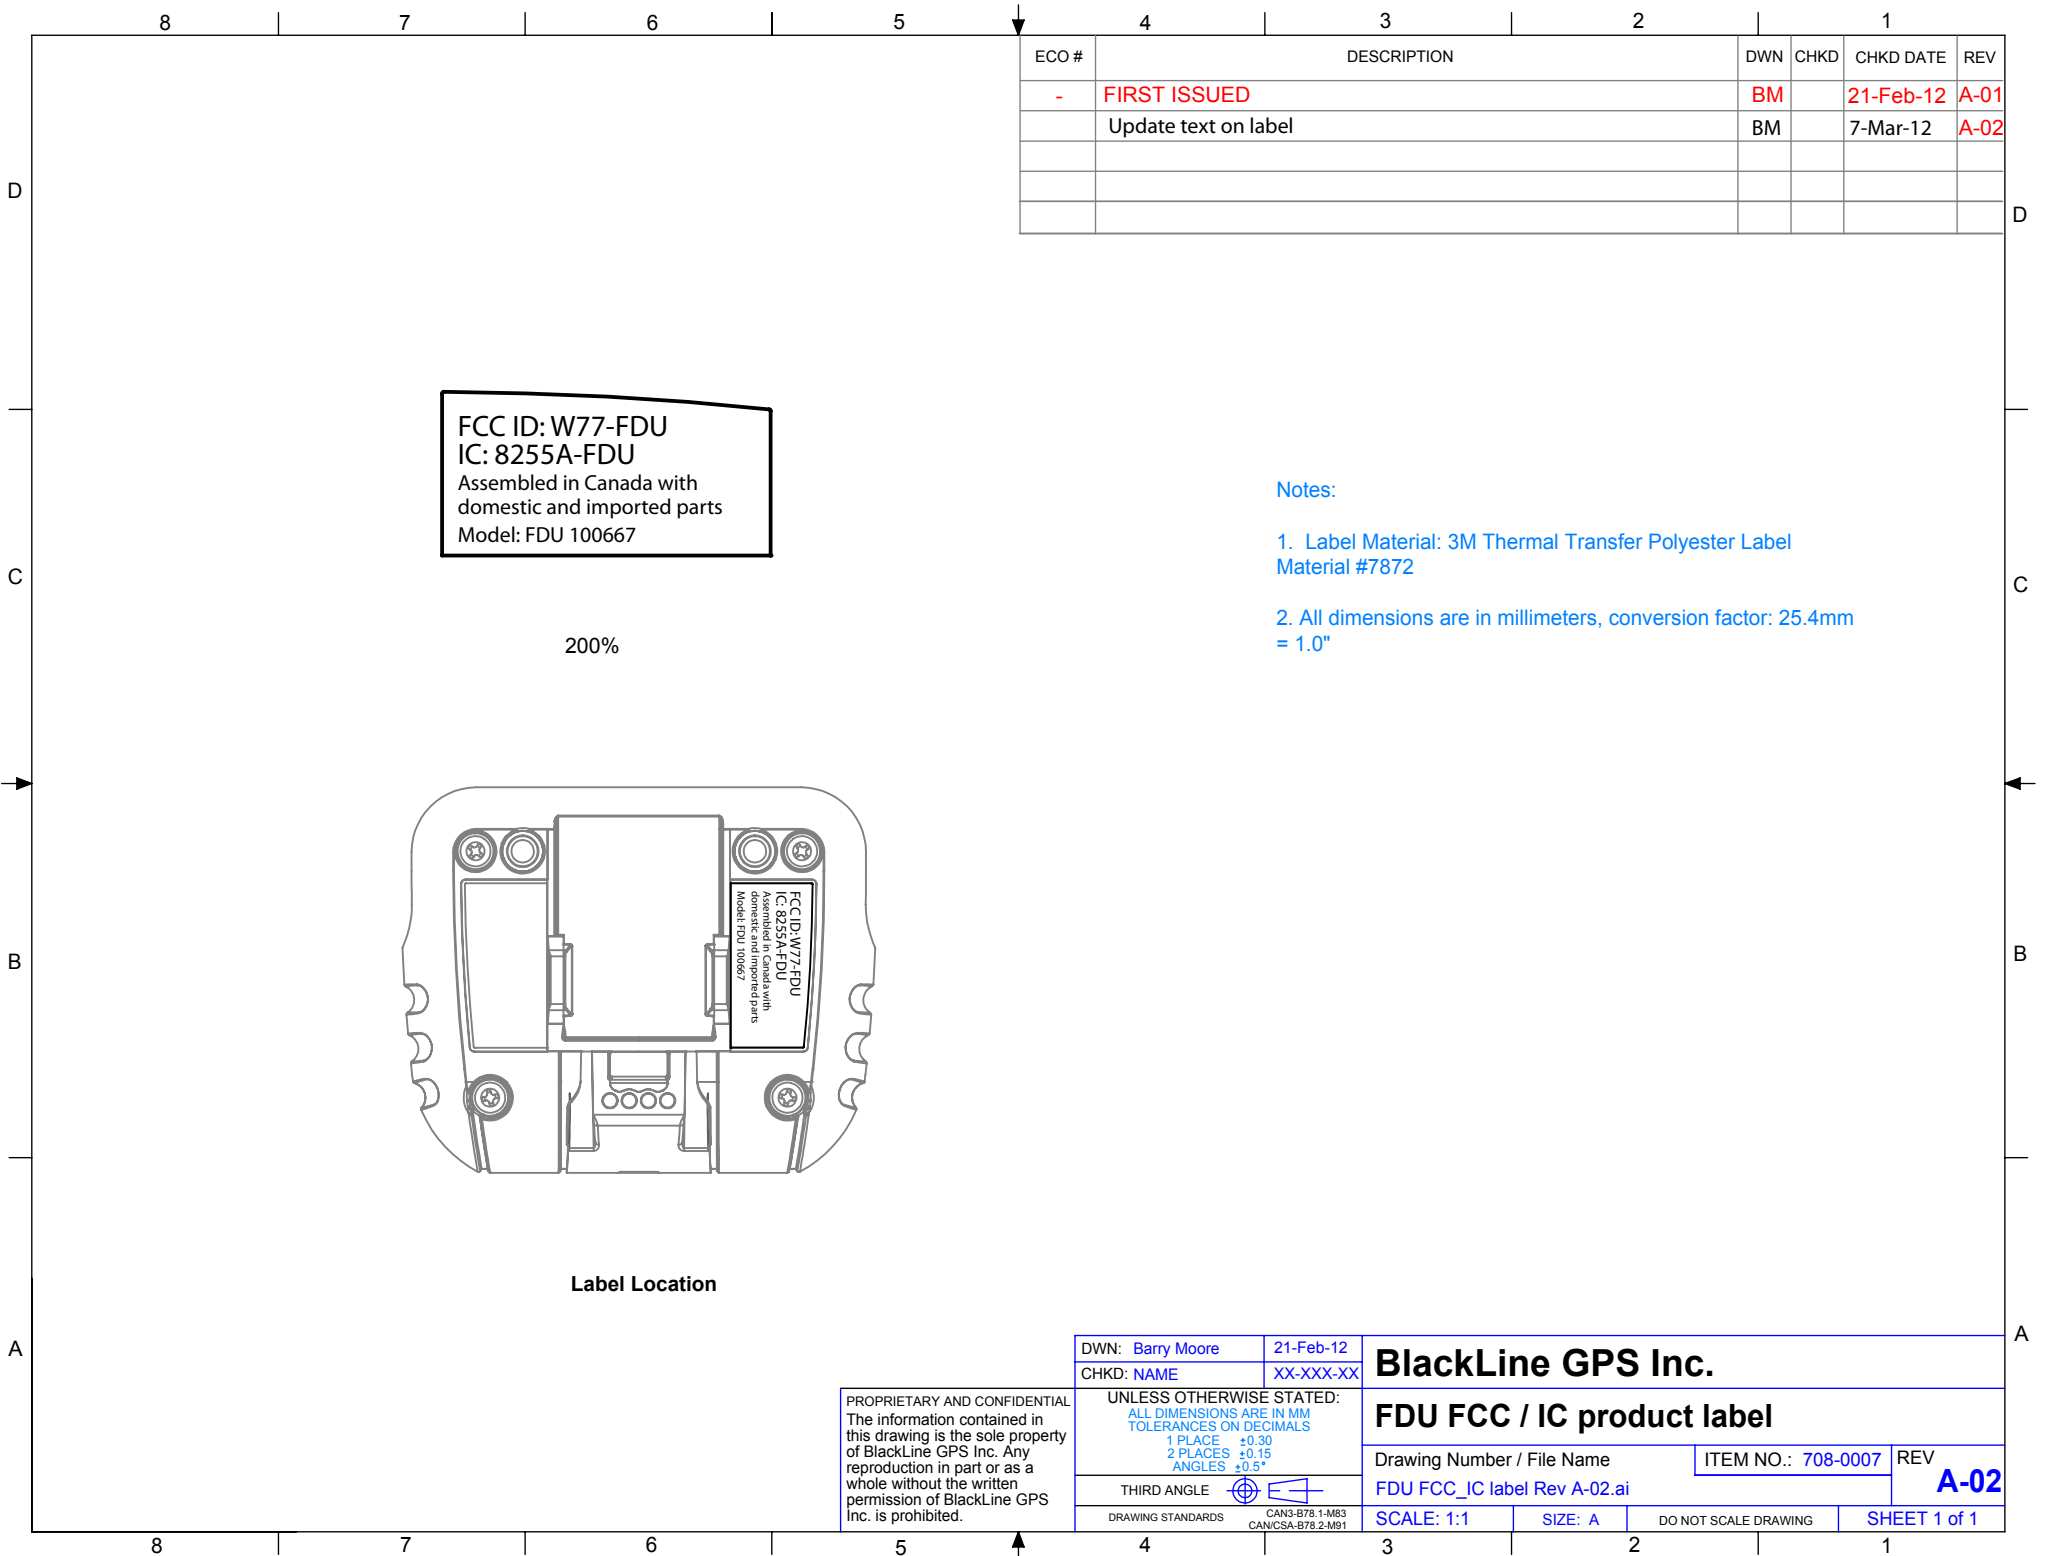 8 7 6 5 4 3 2 1
ECO # DESCRIPTION DWN CHKD CHKD DATE REV
- FIRST ISSUED BM 21-Feb-12 A-01
Update text on label BM 7-Mar-12 A-02
D D
FCC ID: W77-FDU
IC: 8255A-FDU
Assembled in Canada with
domestic and imported parts
Model: FDU 100667
Notes:
1. Label Material: 3M Thermal Transfer Polyester Label
Material #7872
C C
2. All dimensions are in millimeters, conversion factor: 25.4mm
= 1.0"
200%
FCC ID: W77-FDU
IC: 8255A-FDU
Assembled in Canada with
domestic and imported parts
Model: FDU 100667
B B
Label Location
A A
DWN: Barry Moore 21-Feb-12
CHKD: NAME XX-XXX-XX
BlackLine GPS Inc.
PROPRIETARY AND CONFIDENTIAL
The information contained in
this drawing is the sole property
of BlackLine GPS Inc. Any
reproduction in part or as a
whole without the written
permission of BlackLine GPS
Inc. is prohibited.
UNLESS OTHERWISE STATED:
ALL DIMENSIONS ARE IN MM
TOLERANCES ON DECIMALS
1 PLACE ±0.30
2 PLACES ±0.15
ANGLES ±0.5°
THIRD ANGLE
DRAWING STANDARDS CAN3-B78.1-M83
CAN/CSA-B78.2-M91
FDU FCC / IC product label
Drawing Number / File Name ITEM NO.: 708-0007 REV
FDU FCC_IC label Rev A-02.ai A-02
SCALE: 1:1 SIZE: A DO NOT SCALE DRAWING SHEET 1 of 1
8 7 6 5 4 3 2 1